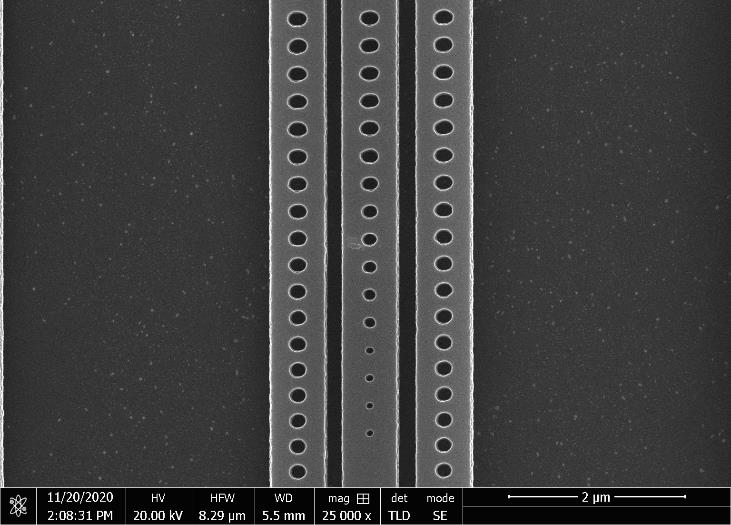 11/20/2020 HV HFW WD mag det mode 2 µm
2:08:31 PM 20.00 kV 8.29 µm 5.5 mm 25 000 x TLD SE